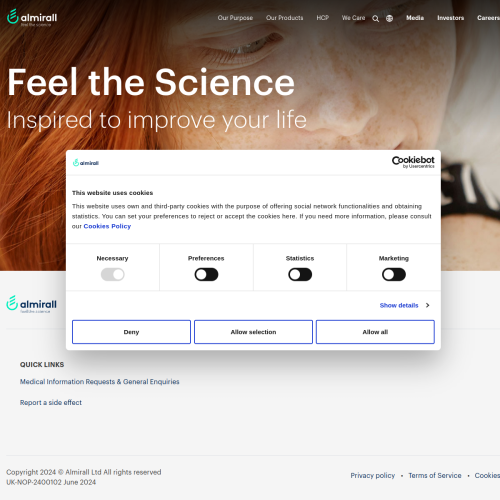 almirall
feel the science
Our Purpose
Our Products
HCP
We Care
Media
Investors
Careers
Feel the Science
Inspired to improve your life
almirall
Cookiebot
by Usercentrics
This website uses cookies
This website uses own and third-party cookies with the purpose of offering social network functionalities and obtaining
statistics. You can set your preferences to reject or accept the cookies here. If you need more information, please consult
our Cookies Policy
Necessary
Preferences
Statistics
Marketing
Show details
Deny
Allow selection
Allow all
almirall
feel the science
QUICK LINKS
Medical Information Requests & General Enquiries
Report a side effect
Copyright 2024 © Almirall Ltd All rights reserved
UK-NOP-2400102 June 2024
Privacy policy • Terms of Service • Cookies